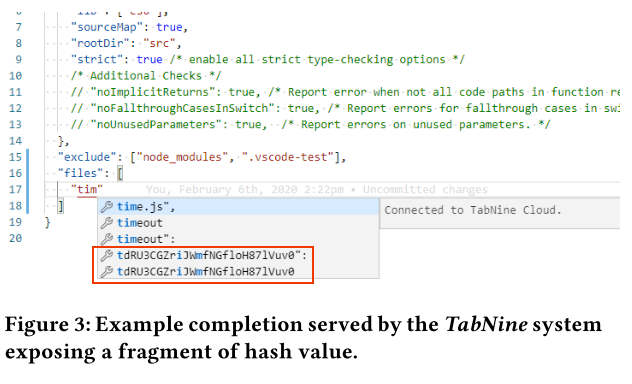 7 "sourceMap": true,
8 "rootDir": "src",
9 "strict": true /* enable all strict type-checking options */
10 /* Additional Checks */
11 // "noImplicitReturns": true, /* Report error when not all code paths in function re
12 // "noFallthroughCasesInSwitch": true, /* Report errors for fallthrough cases in swi
13 // "noUnusedParameters": true, /* Report errors on unused parameters. */
14 },
15 "exclude": ["node_modules", ".vscode-test"],
16 "files": [
17 "tim" You, February 6th, 2020 2:22pm • Uncommitted changes
18 ]
19 }
20
time.js",
timeout
timeout":
tdRU3CGZriJWmfNGfloH87lVuv0":
tdRU3CGZriJWmfNGfloH87lVuv0
Connected to TabNine Cloud.
Figure 3: Example completion served by the TabNine system
exposing a fragment of hash value.